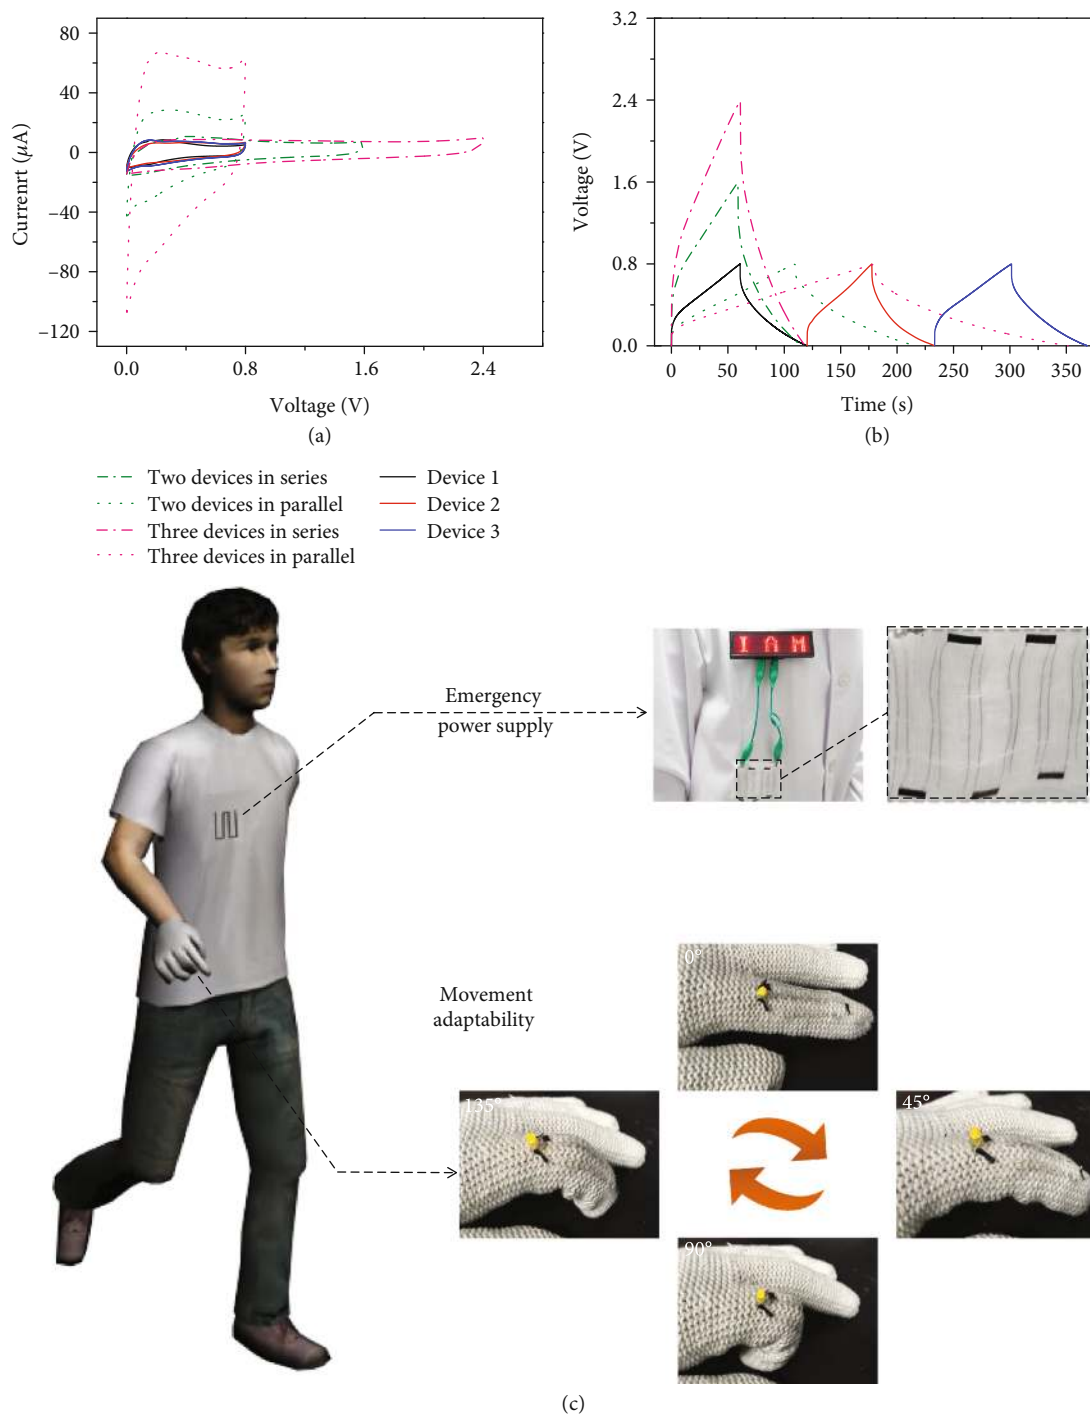 80
40
0
−40
−80
−120
Currenrt (μA)
0.0 0.8 1.6 2.4
Voltage (V)
(a)
3.2
2.4
1.6
0.8
0.0
Voltage (V)
0 50 100 150 200 250 300 350
Time (s)
(b)
Two devices in series
Two devices in parallel
Three devices in series
Three devices in parallel
Device 1
Device 2
Device 3
Emergency
power supply
I A M
Movement
adaptability
0°
135°
45°
90°
(c)